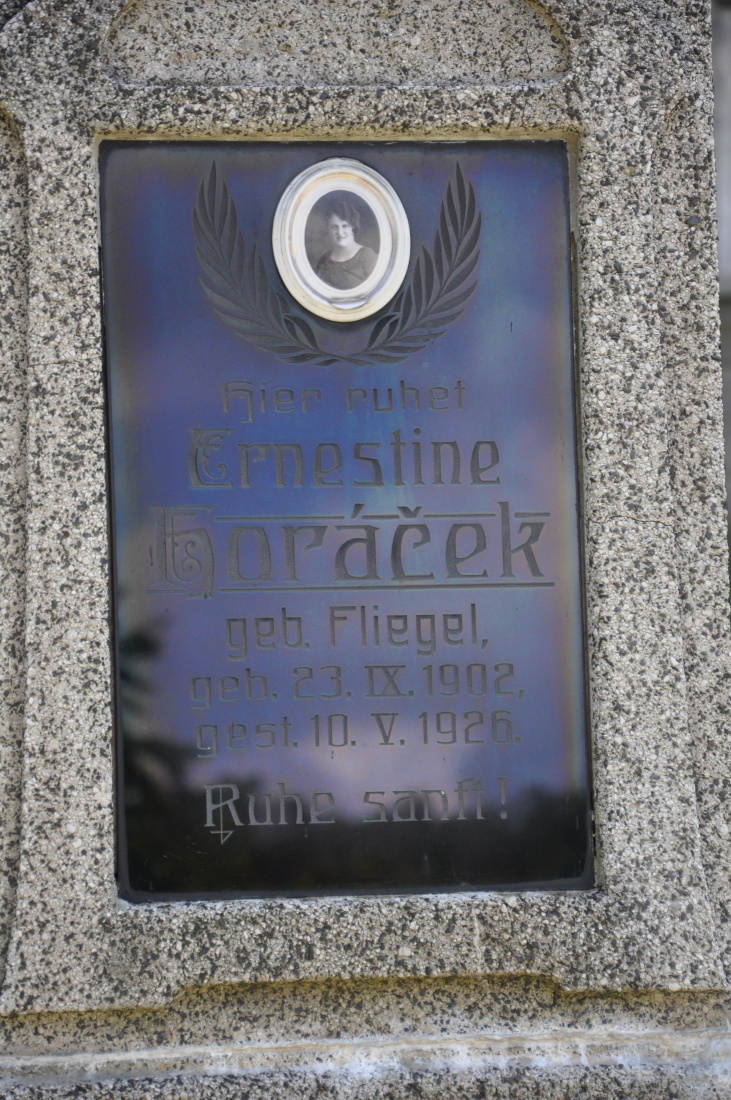 Hier ruhet
Ernestine
Horáček
geb. Fliegel,
geb. 23. IX. 1902,
gest. 10. V. 1926.
Ruhe sanft!